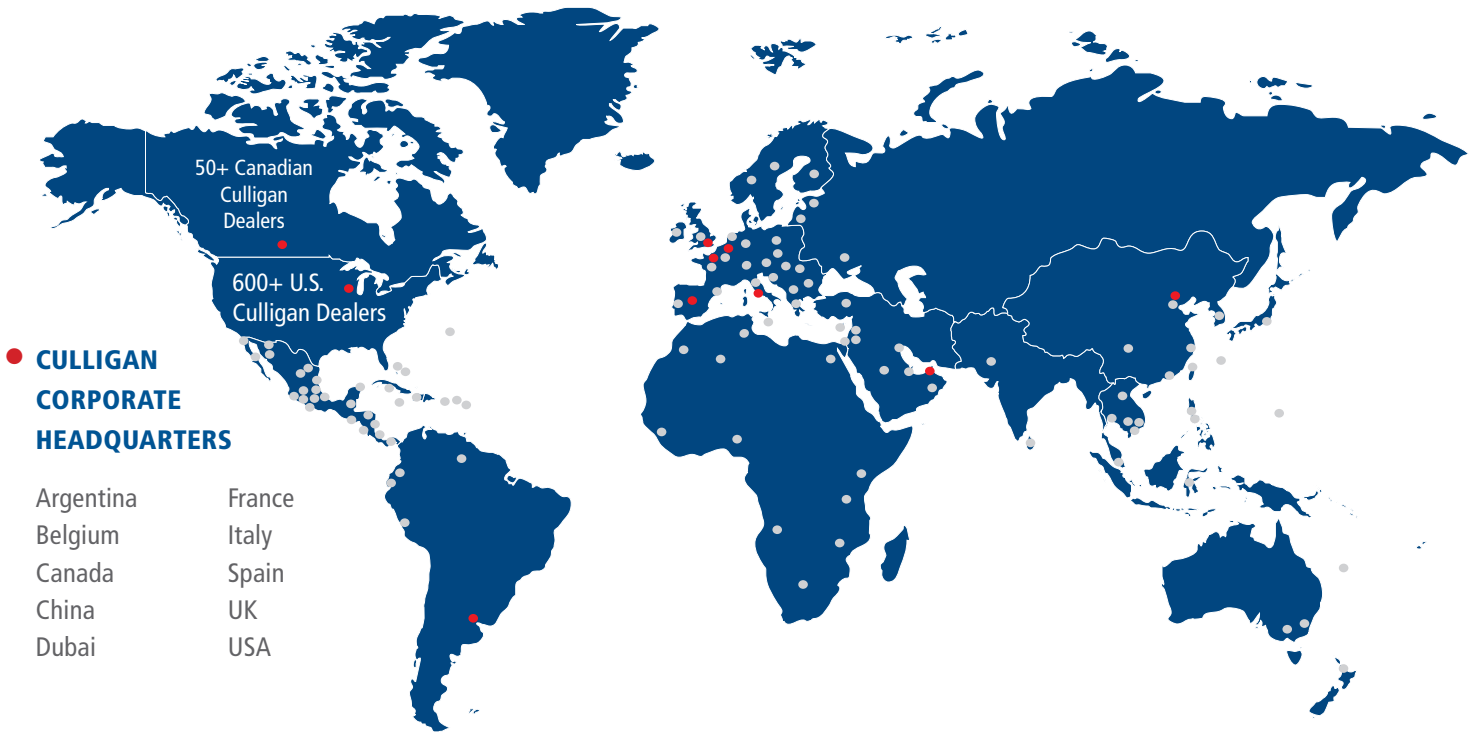 50+ Canadian
Culligan
Dealers
600+ U.S.
Culligan Dealers
CULLIGAN
CORPORATE
HEADQUARTERS
Argentina
Belgium
Canada
China
Dubai
France
Italy
Spain
UK
USA